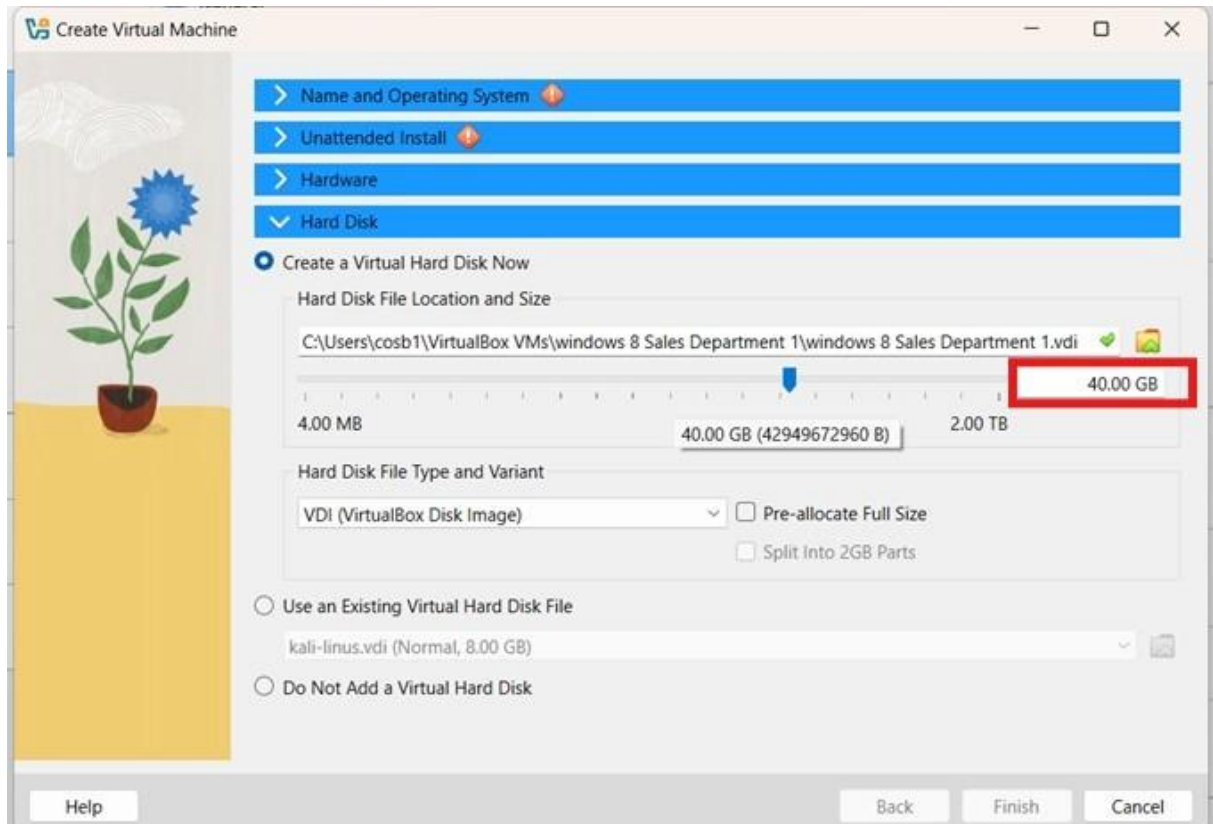 Create Virtual Machine
Name and Operating System
Unattended Install
Hardware
Hard Disk
Create a Virtual Hard Disk Now
Hard Disk File Location and Size
C:\Users\cosb1\VirtualBox VMs\windows 8 Sales Department 1\windows 8 Sales Department 1.vdi
40.00 GB
4.00 MB
2.00 TB
40.00 GB (42949672960 B)
Hard Disk File Type and Variant
VDI (VirtualBox Disk Image)
Pre-allocate Full Size
Split Into 2GB Parts
Use an Existing Virtual Hard Disk File
kali-linus.vdi (Normal, 8.00 GB)
Do Not Add a Virtual Hard Disk
Help
Back
Finish
Cancel